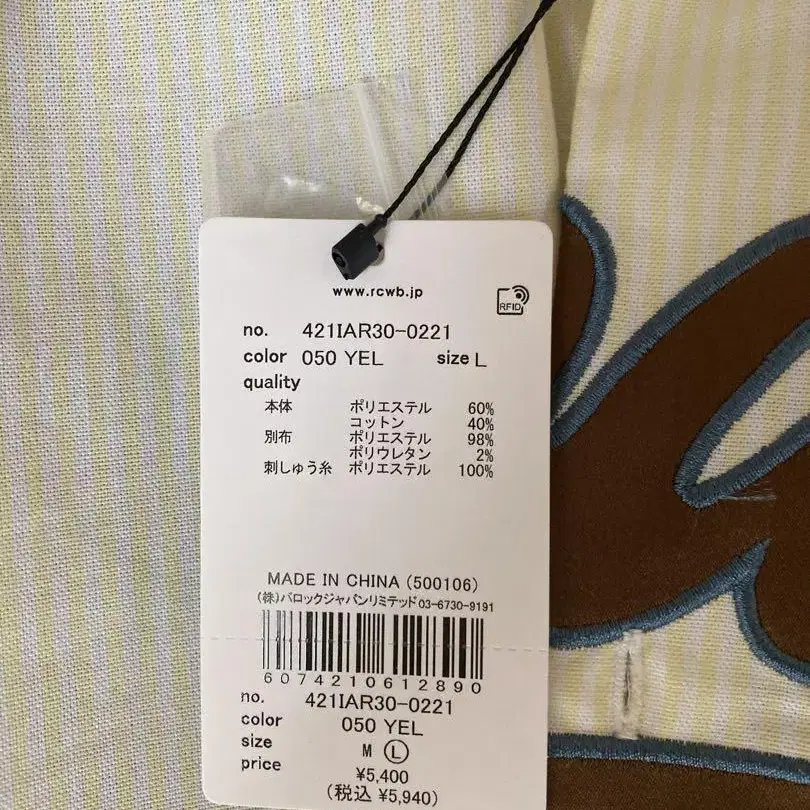 www.rcwb.jp
RFID
no. 421IAR30-0221
color 050 YEL size L
quality
本体 ポリエステル 60%
コットン 40%
別布 ポリエステル 98%
ポリウレタン 2%
刺しゅう糸 ポリエステル 100%
MADE IN CHINA (500106)
(株)バロックジャパンリミテッド 03-6730-9191
6074210612890
no. 421IAR30-0221
color 050 YEL
size M L
price ¥5,400
(税込 ¥5,940)